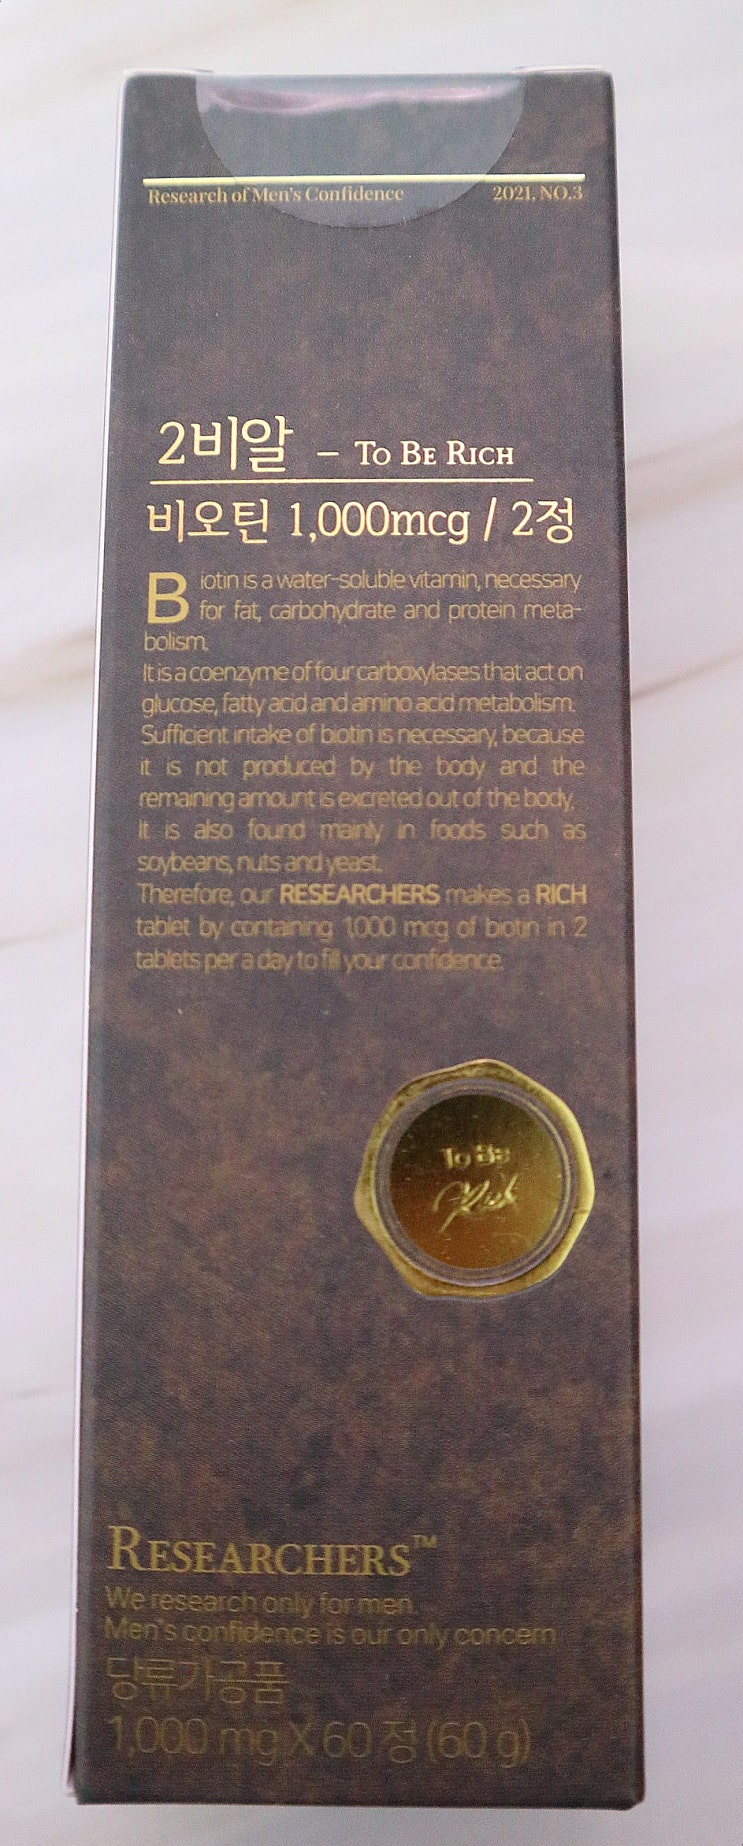 Research of Men's Confidence 2021, NO.3
2비알 – TO BE RICH
비오틴 1,000mcg / 2정
Biotin is a water-soluble vitamin, necessary
for fat, carbohydrate and protein meta-
bolism.
It is a coenzyme of four carboxylases that act on
glucose, fatty acid and amino acid metabolism.
Sufficient intake of biotin is necessary, because
it is not produced by the body and the
remaining amount is excreted out of the body.
It is also found mainly in foods such as
soybeans, nuts and yeast.
Therefore, our RESEARCHERS makes a RICH
tablet by containing 1,000 mcg of biotin in 2
tablets per a day to fill your confidence.
To Be
Rich
RESEARCHERS™
We research only for men.
Men's confidence is our only concern
당류가공품
1,000 mg X 60 정 (60 g)